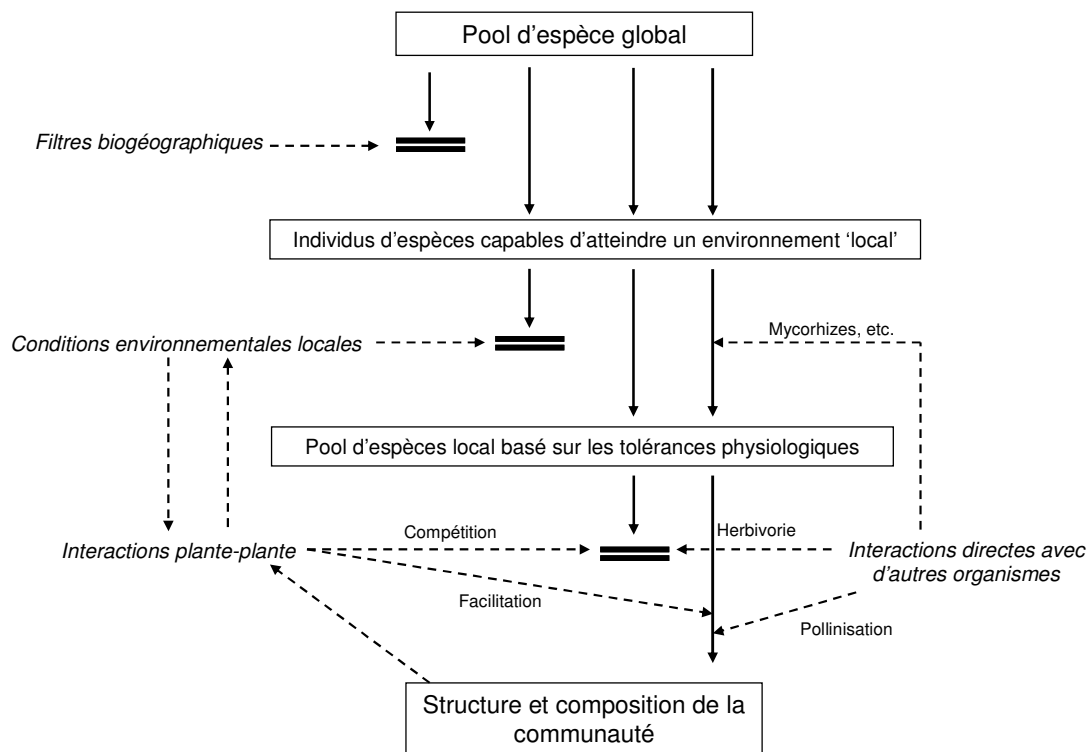 Pool d'espèce global
Filtres biogéographiques
Individus d'espèces capables d'atteindre un environnement ‘local’
Mycorhizes, etc.
Conditions environnementales locales
Pool d'espèces local basé sur les tolérances physiologiques
Compétition
Herbivorie
Interactions plante-plante
Interactions directes avec
d'autres organismes
Facilitation
Pollinisation
Structure et composition de la
communauté